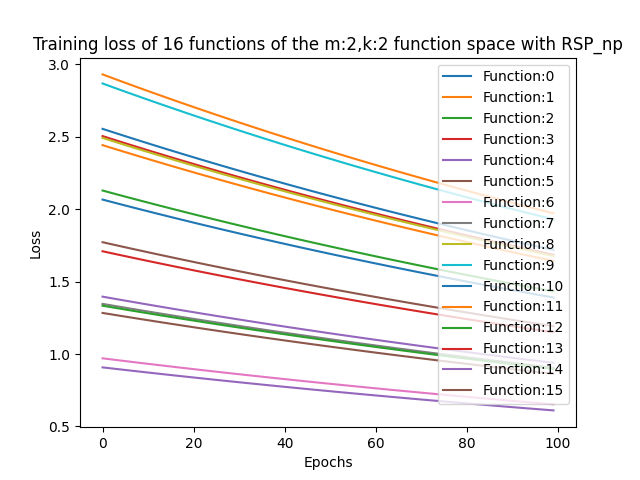 Training loss of 16 functions of the m:2,k:2 function space with RSP_np
3.0
2.5
2.0
1.5
1.0
0.5
Loss
0
20
40
60
80
100
Epochs
Function:0
Function:1
Function:2
Function:3
Function:4
Function:5
Function:6
Function:7
Function:8
Function:9
Function:10
Function:11
Function:12
Function:13
Function:14
Function:15